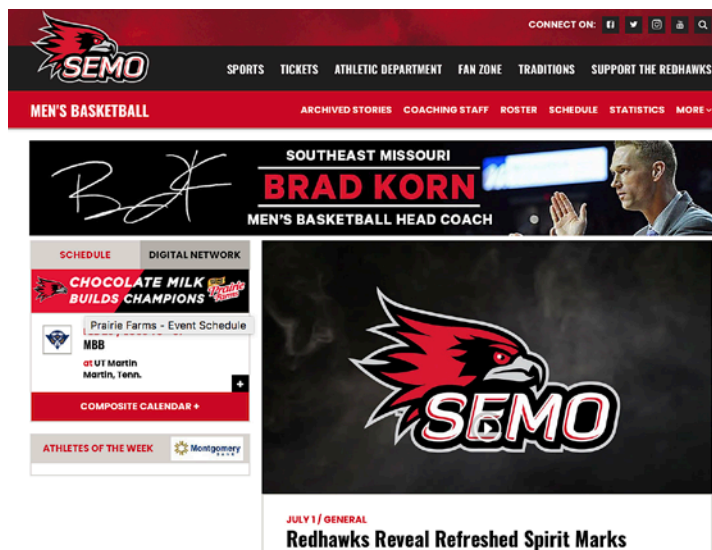 CONNECT ON:
SEMO
SPORTS TICKETS ATHLETIC DEPARTMENT FAN ZONE TRADITIONS SUPPORT THE REDHAWKS
MEN'S BASKETBALL
ARCHIVED STORIES COACHING STAFF ROSTER SCHEDULE STATISTICS MORE
SOUTHEAST MISSOURI
BRAD KORN
MEN'S BASKETBALL HEAD COACH
SCHEDULE DIGITAL NETWORK
CHOCOLATE MILK
BUILDS CHAMPIONS
Prairie Farms
Prairie Farms - Event Schedule
MBB
at UT Martin
Martin, Tenn.
+
COMPOSITE CALENDAR +
ATHLETES OF THE WEEK
Montgomery
BANK
SEMO
JULY 1 / GENERAL
Redhawks Reveal Refreshed Spirit Marks